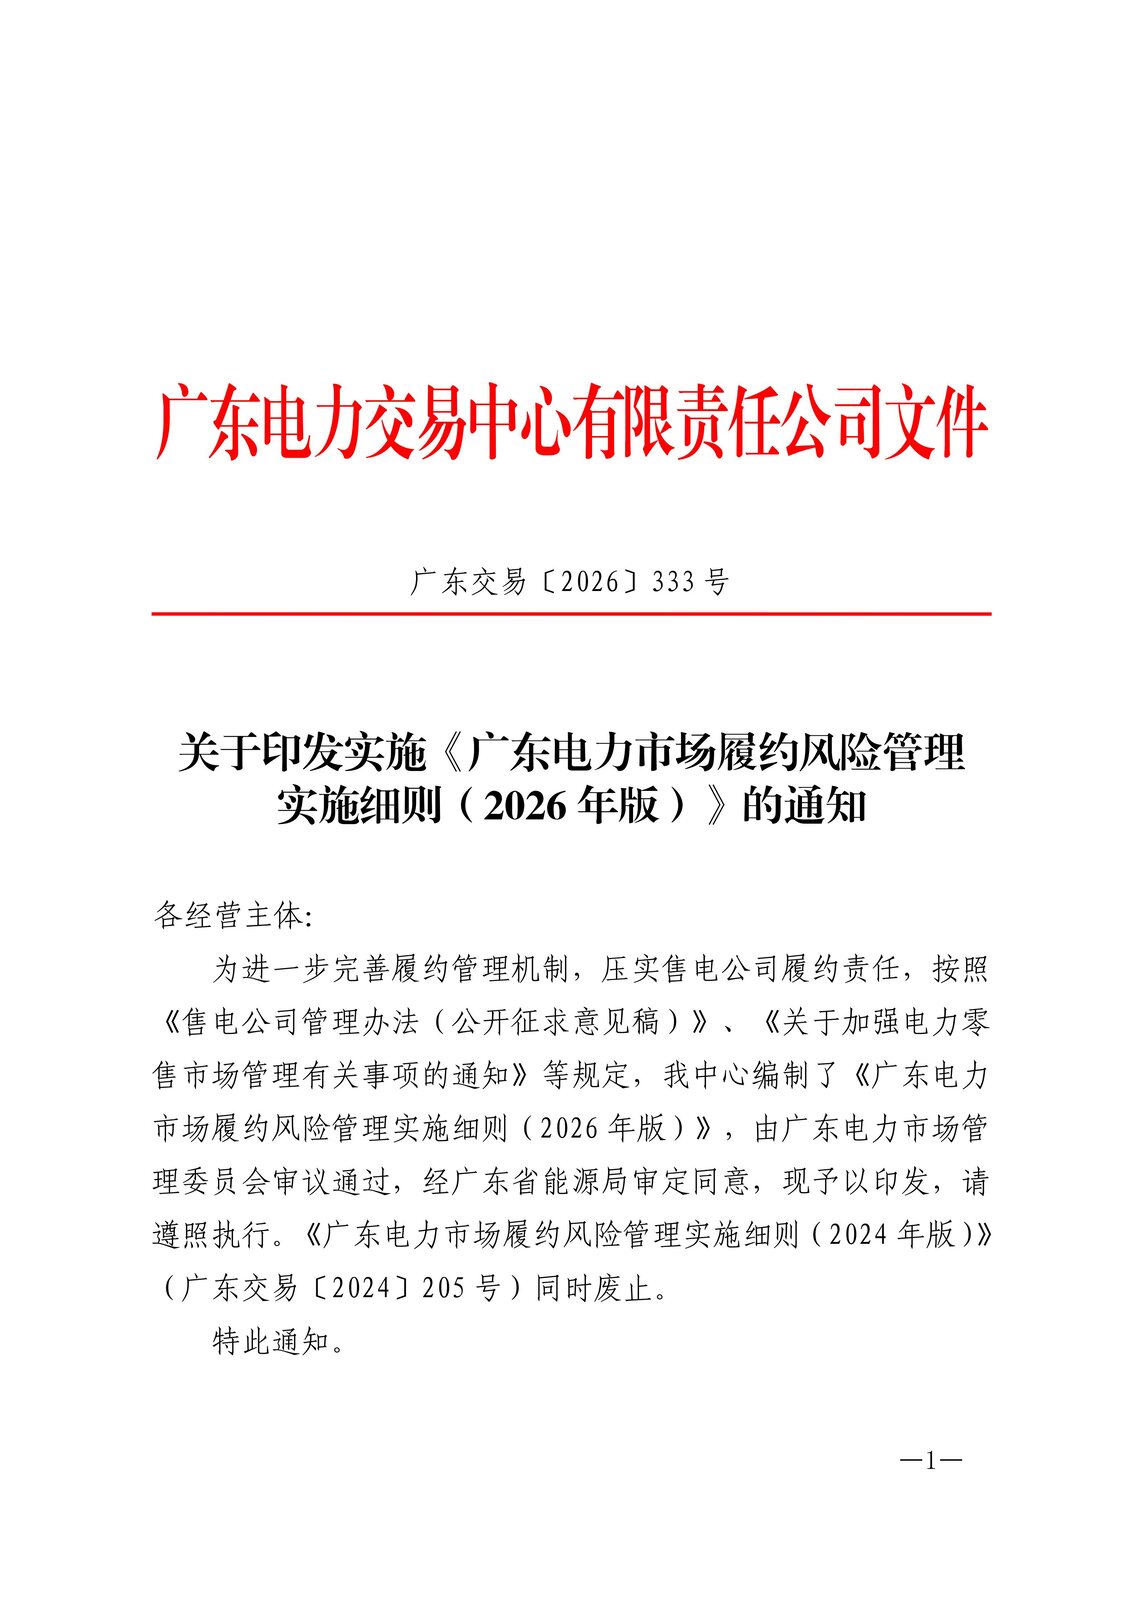 广东电力交易中心有限责任公司文件
广东交易〔2026〕333 号
关于印发实施《广东电力市场履约风险管理
实施细则（2026 年版）》的通知
各经营主体：
为进一步完善履约管理机制，压实售电公司履约责任，按照
《售电公司管理办法（公开征求意见稿）》、《关于加强电力零
售市场管理有关事项的通知》等规定，我中心编制了《广东电力
市场履约风险管理实施细则（2026 年版）》，由广东电力市场管
理委员会审议通过，经广东省能源局审定同意，现予以印发，请
遵照执行。《广东电力市场履约风险管理实施细则（2024 年版）》
（广东交易〔2024〕205 号）同时废止。
特此通知。
—1—